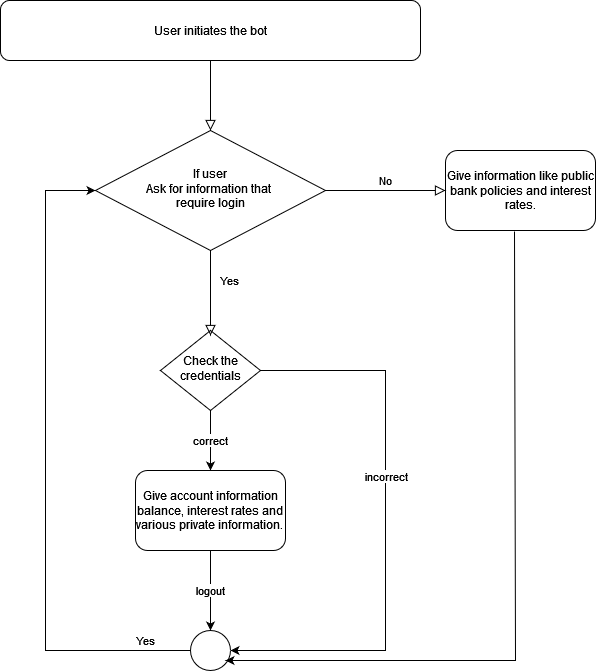 User initiates the bot
If user
Ask for information that
require login
No
Give information like public
bank policies and interest
rates.
Yes
Check the
credentials
correct
incorrect
Give account information
balance, interest rates and
various private information.
logout
Yes